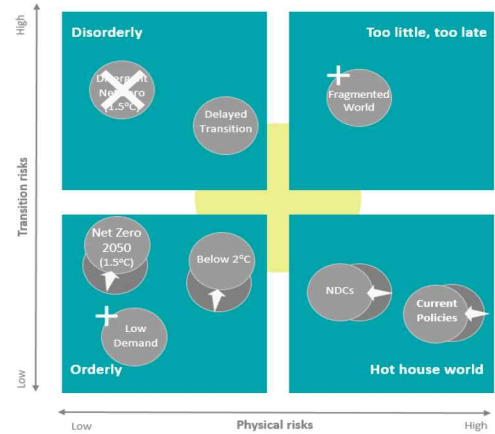 High
Transition risks
Low
Disorderly
Divergent
Net Zero
(1.5°C)
Delayed
Transition
Too little, too late
Fragmented
World
Net Zero
2050
(1.5°C)
Below 2°C
Low
Demand
Orderly
NDCs
Current
Policies
Hot house world
Low
Physical risks
High